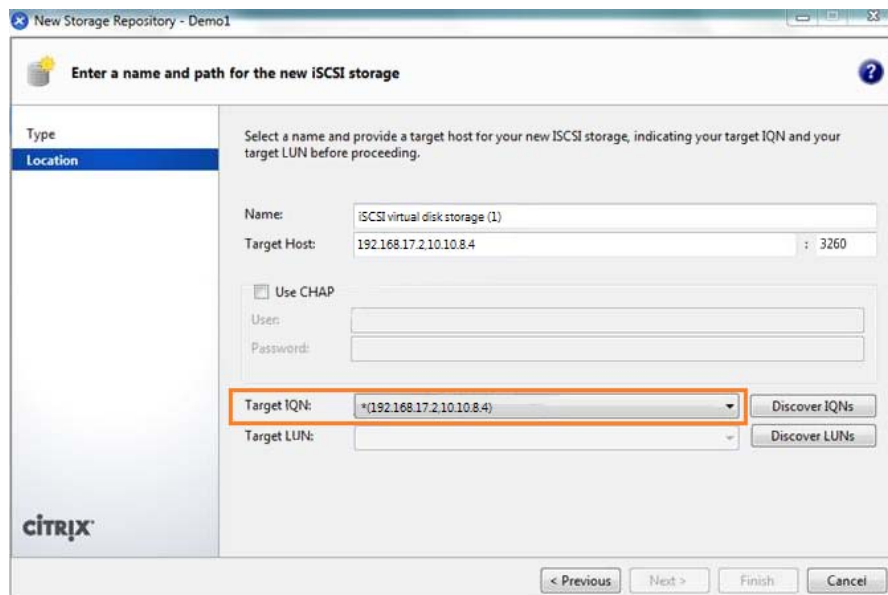 New Storage Repository - Demo1
Enter a name and path for the new iSCSI storage
?
Type
Location
Select a name and provide a target host for your new ISCSI storage, indicating your target IQN and your
target LUN before proceeding.
Name: iSCSI virtual disk storage (1)
Target Host: 192.168.17.2,10.10.8.4 : 3260
Use CHAP
User:
Password:
Target IQN: *(192.168.17.2,10.10.8.4) Discover IQNs
Target LUN: Discover LUNs
CITRIX
< Previous Next > Finish Cancel